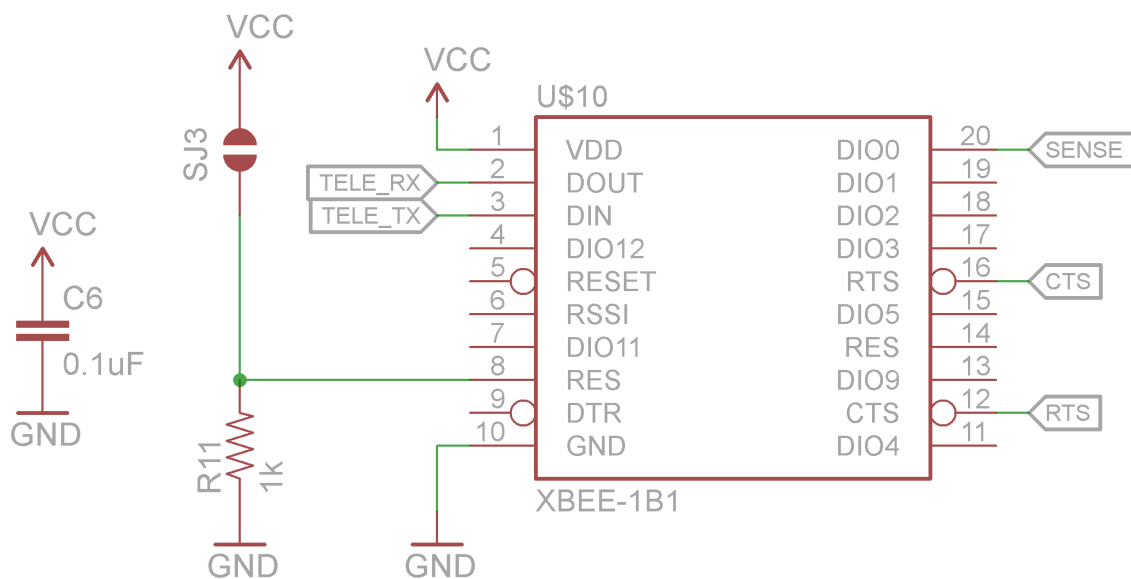 VCC
SJ3
VCC
C6
0.1uF
GND
R11
1k
GND
VCC
GND
U$10
TELE_RX
TELE_TX
1 VDD
2 DOUT
3 DIN
4 DIO12
5 RESET
6 RSSI
7 DIO11
8 RES
9 DTR
10 GND
DIO0 20 SENSE
DIO1 19
DIO2 18
DIO3 17
RTS 16 CTS
DIO5 15
RES 14
DIO9 13
CTS 12 RTS
DIO4 11
XBEE-1B1